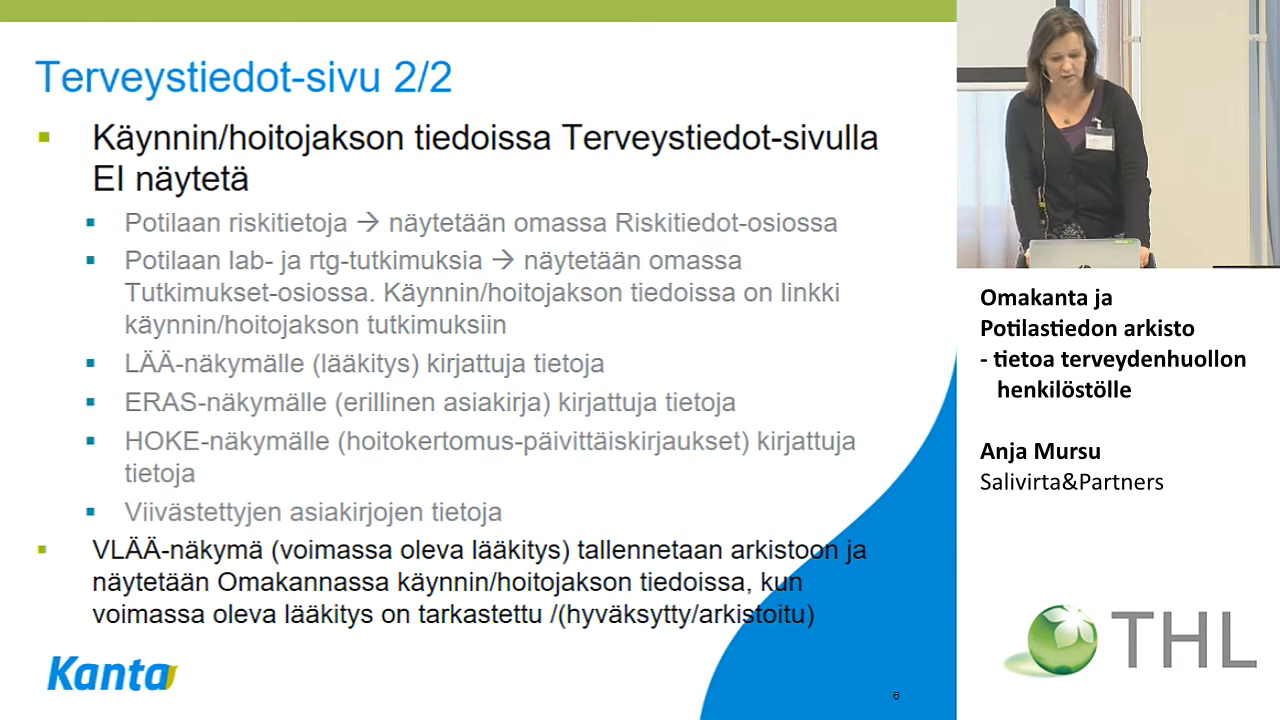 Terveystiedot-sivu 2/2
Käynnin/hoitojakson tiedoissa Terveystiedot-sivulla
EI näytetä
Potilaan riskitietoja → näytetään omassa Riskitiedot-osiossa
Potilaan lab- ja rtg-tutkimuksia → näytetään omassa
Tutkimukset-osiossa. Käynnin/hoitojakson tiedoissa on linkki
käynnin/hoitojakson tutkimuksiin
LÄÄ-näkymälle (lääkitys) kirjattuja tietoja
ERAS-näkymälle (erillinen asiakirja) kirjattuja tietoja
HOKE-näkymälle (hoitokertomus-päivittäiskirjaukset) kirjattuja
tietoja
Viivästettyjen asiakirjojen tietoja
VLÄÄ-näkymä (voimassa oleva lääkitys) tallennetaan arkistoon ja
näytetään Omakannassa käynnin/hoitojakson tiedoissa, kun
voimassa oleva lääkitys on tarkastettu /(hyväksytty/arkistoitu)
Kanta
6
Omakanta ja
Potilastiedon arkisto
- tietoa terveydenhuollon
henkilöstölle
Anja Mursu
Salivirta&Partners
THL